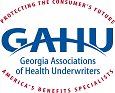 PROTECTING THE CONSUMER'S FUTURE
GAHU
Georgia Associations
of Health Underwriters
AMERICA'S BENEFITS SPECIALISTS